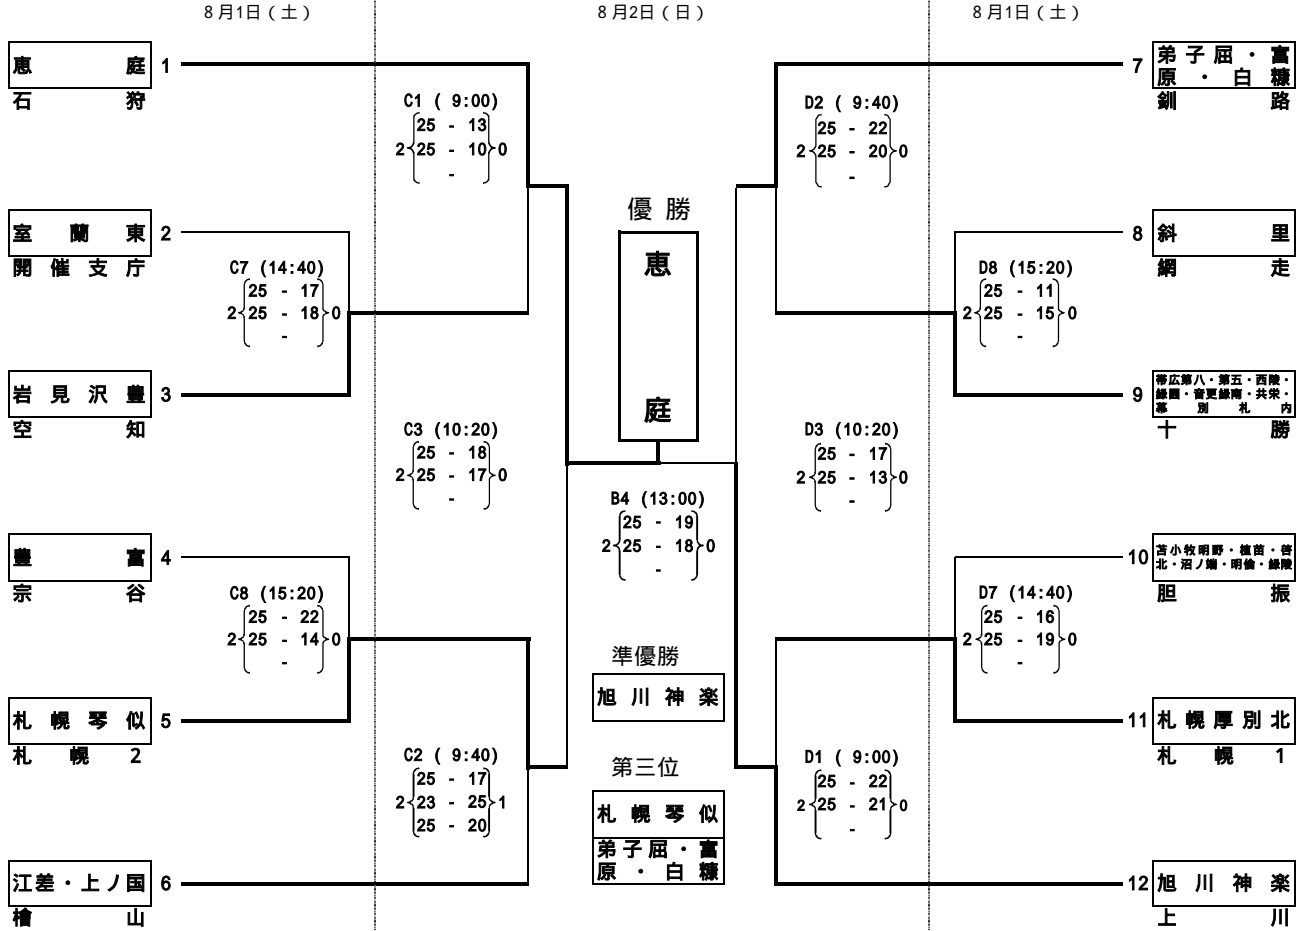 8月1日（土）
8月2日（日）
8月1日（土）
恵庭 1
石狩
C1 ( 9:00)
25 - 13
2 25 - 10 0
-
室蘭東 2
開催支庁
C7 (14:40)
25 - 17
2 25 - 18 0
-
岩見沢豊 3
空知
C3 (10:20)
25 - 18
2 25 - 17 0
-
豊富 4
宗谷
C8 (15:20)
25 - 22
2 25 - 14 0
-
札幌琴似 5
札幌2
C2 ( 9:40)
25 - 17
2 23 - 25 1
25 - 20
江差・上ノ国 6
檜山
優勝
恵庭
B4 (13:00)
25 - 19
2 25 - 18 0
-
準優勝
旭川神楽
第三位
札幌琴似
弟子屈・富
原・白糠
7 弟子屈・富
原・白糠
釧路
D2 ( 9:40)
25 - 22
2 25 - 20 0
-
8 斜里
網走
D8 (15:20)
25 - 11
2 25 - 15 0
-
9 帯広第八・第五・西陵・
緑園・音更緑南・共栄・
幕別札内
十勝
D3 (10:20)
25 - 17
2 25 - 13 0
-
10 苫小牧明野・植苗・啓
北・沼ノ端・明倫・緑陵
胆振
D7 (14:40)
25 - 16
2 25 - 19 0
-
11 札幌厚別北
札幌1
D1 ( 9:00)
25 - 22
2 25 - 21 0
-
12 旭川神楽
上川